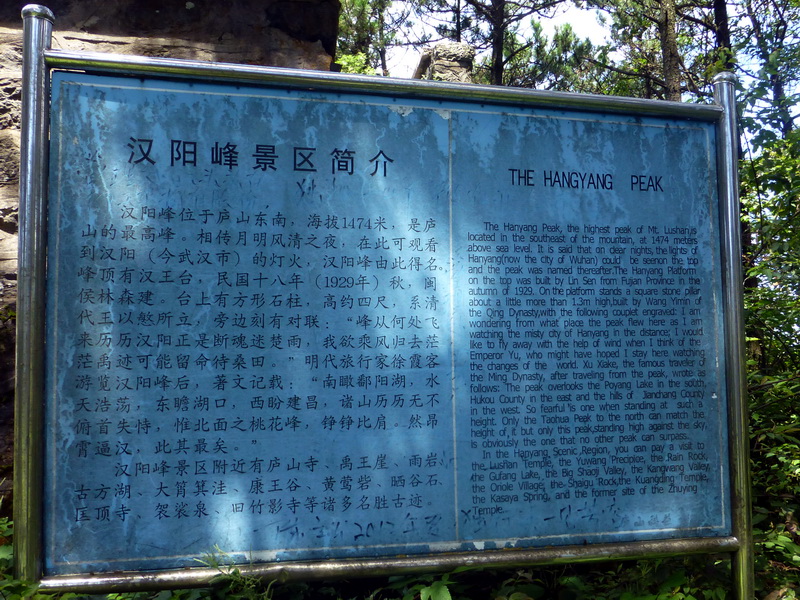 汉阳峰景区简介
汉阳峰位于庐山东南，海拔1474米，是庐
山的最高峰。相传月明风清之夜，在此可观看
到汉阳（今武汉市）的灯火，汉阳峰由此得名。
峰顶有汉王台，民国十八年（1929年）秋，闽
侯林森建。台上有方形石柱，高约四尺，系清
代王以慜所立，旁边刻有对联：“峰从何处飞
来历历汉阳正是断魂迷楚雨，我欲乘风归去茫
茫禹迹可能留命待桑田。”明代旅行家徐霞客
游览汉阳峰后，著文记载：“南瞰鄱阳湖，水
天浩荡，东瞻湖口，西盼建昌，诸山历历无不
俯首失恃，惟北面之桃花峰，铮铮比肩。然昂
霄逼汉，此其最矣。”
汉阳峰景区附近有庐山寺、禹王崖、雨岩、
古方湖、大筲箕洼、康王谷、黄莺砦、晒谷石、
匡顶寺、袈裟泉、旧竹影寺等诸多名胜古迹。
THE HANGYANG PEAK
The Hanyang Peak, the highest peak of Mt. Lushan,is
located in the southeast of the mountain, at 1474 meters
above sea level. It is said that on clear nights, the lights of
Hanyang(now the city of Wuhan) could be seenon the top
and the peak was named thereafter.The Hanyang Platform
on the top was built by Lin Sen from Fujian Province in the
autumn of 1929. On the platform stands a square stone pillar
about a little more than 1.3m high,built by Wang Yimin of
the Qing Dynasty,with the following couplet engraved: I am
wondering from what place the peak flew here as I am
watching the misty city of Hanyang in the distance; I would
like to fly away with the help of wind when I think of the
Emperor Yu, who might have hoped I stay here watching
the changes of the world. Xu Xiake, the famous traveler of
the Ming Dynasty, after traveling from the peak, wrote as
follows: The peak overlooks the Poyang Lake in the south,
Hukou County in the east and the hills of Jianchang County
in the west. So fearful is one when standing at such a
height. Only the Taohua Peak to the north can match the
height of it, but only this peak,standing high against the sky,
is obviously the one that no other peak can surpass.
In the Hanyang Scenic Region, you can pay a visit to
the Lushan Temple, the Yuwang Precipice, the Rain Rock,
the Gufang Lake, the Big Shaoji Valley, the Kangwang Valley,
the Oriole Village, the Shaigu Rock,the Kuangding Temple,
the Kasaya Spring, and the former site of the Zhuying
Temple.